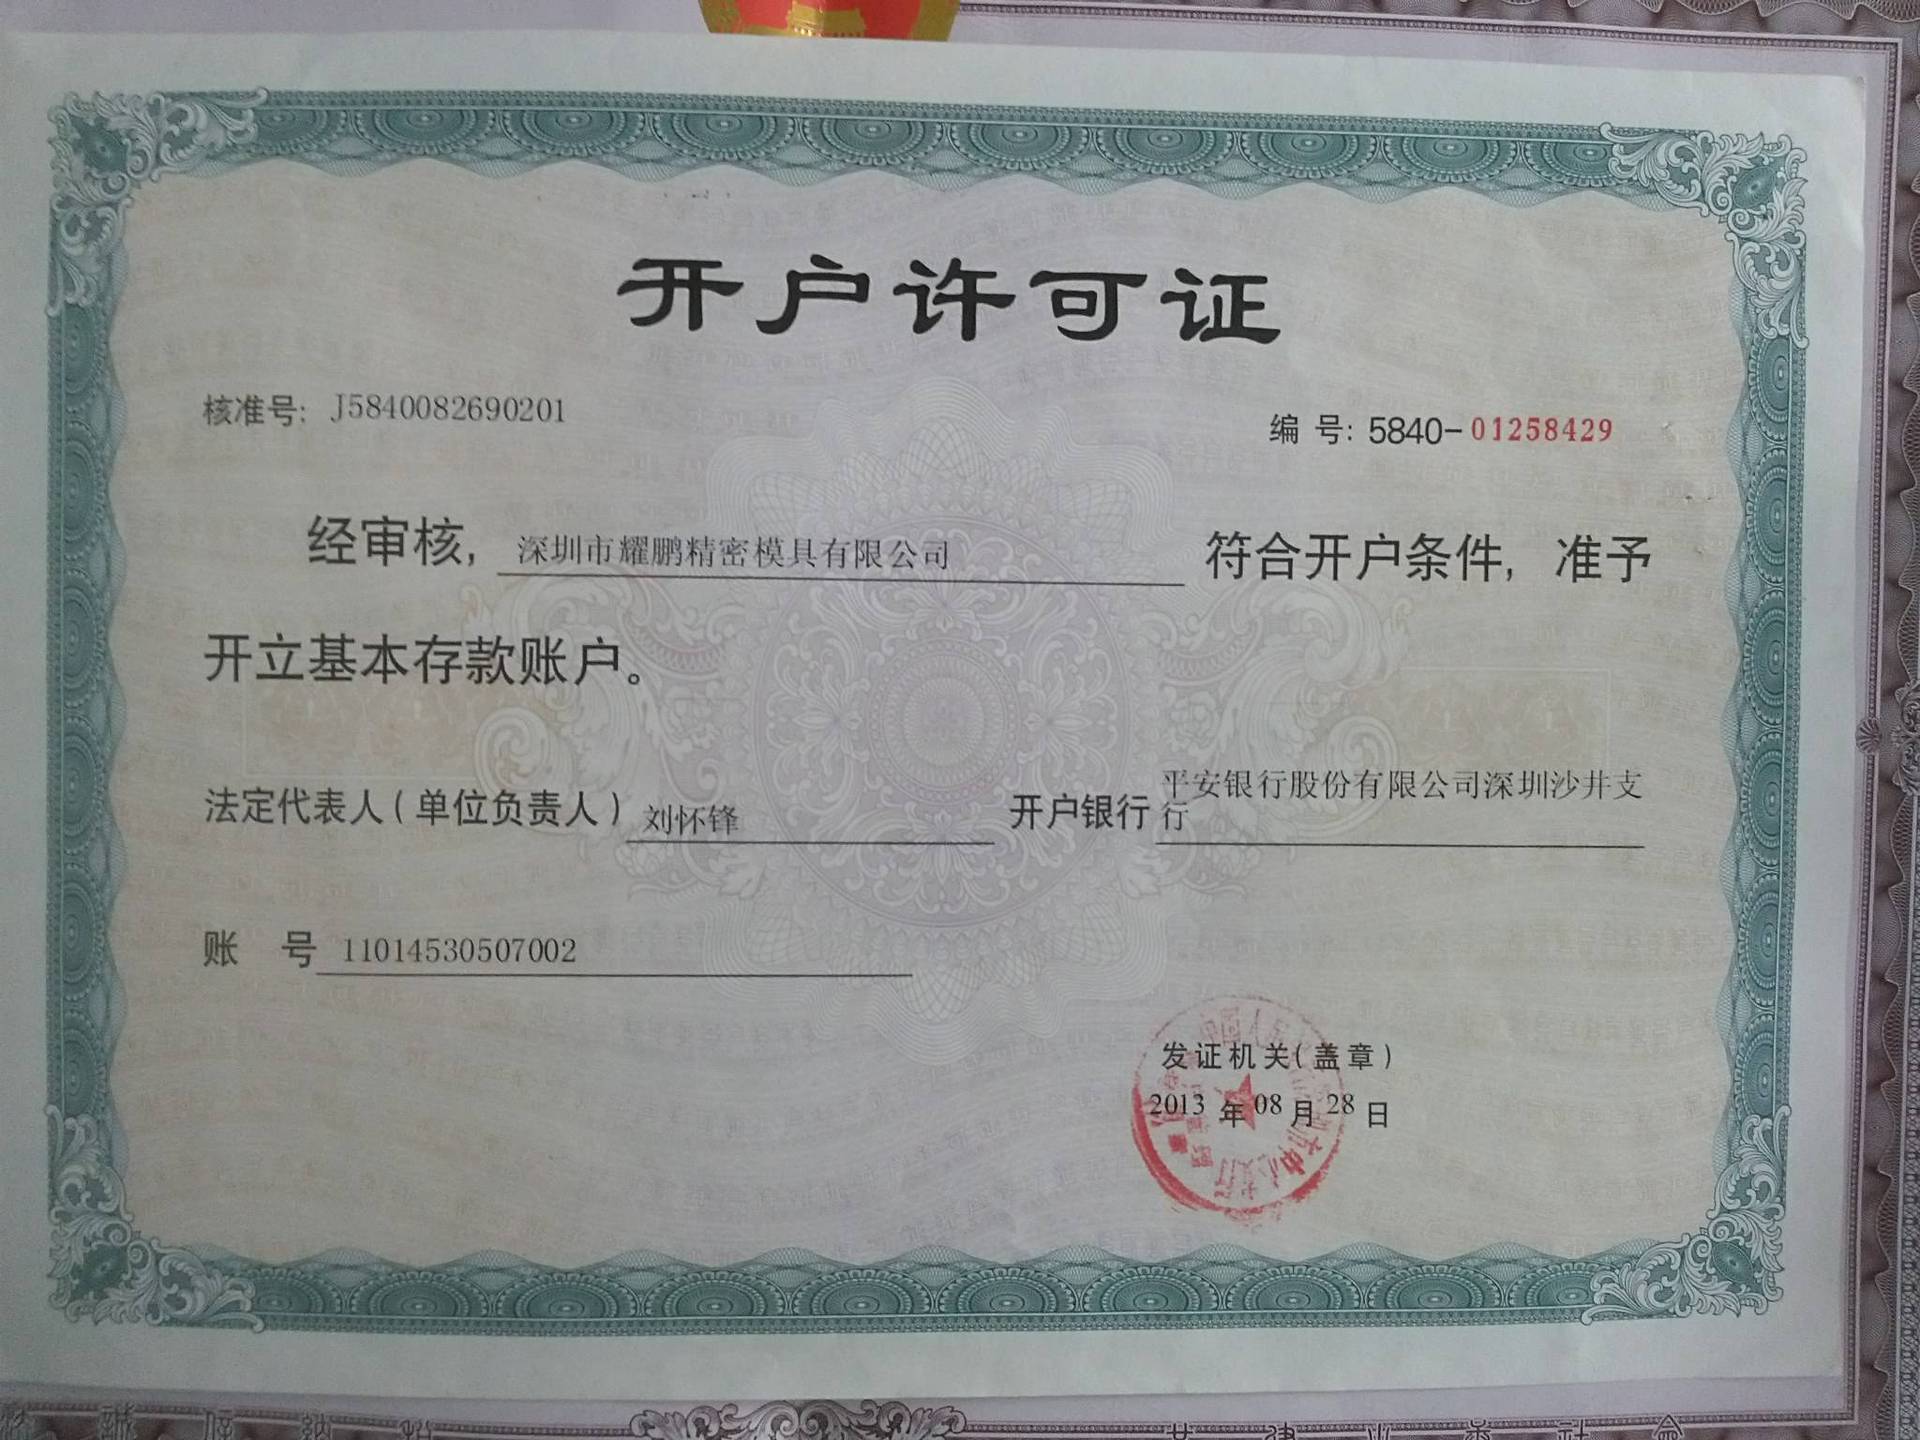 开户许可证
核准号: J5840082690201
编 号: 5840-01258429
经审核, 深圳市耀鹏精密模具有限公司 符合开户条件, 准予
开立基本存款账户。
法定代表人(单位负责人) 刘怀锋 开户银行 平安银行股份有限公司深圳沙井支
行
账 号 11014530507002
发证机关(盖章)
2013 年 08 月 28 日